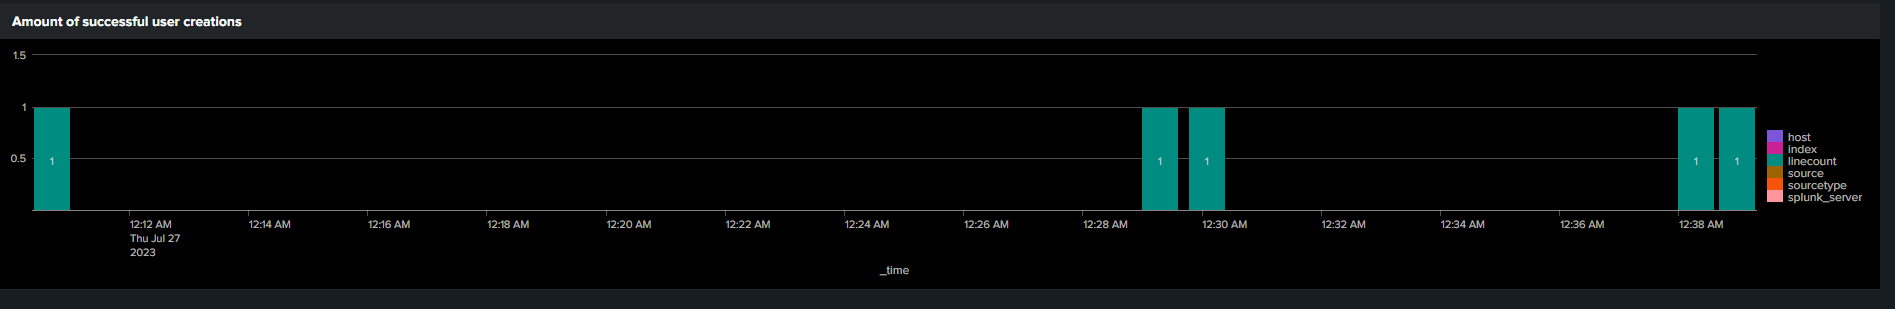 Amount of successful user creations
1.5
1
0.5
1
1
1
1
1
12:12 AM
Thu Jul 27
2023
12:14 AM
12:16 AM
12:18 AM
12:20 AM
12:22 AM
12:24 AM
12:26 AM
12:28 AM
12:30 AM
12:32 AM
12:34 AM
12:36 AM
12:38 AM
_time
host
index
linecount
source
sourcetype
splunk_server